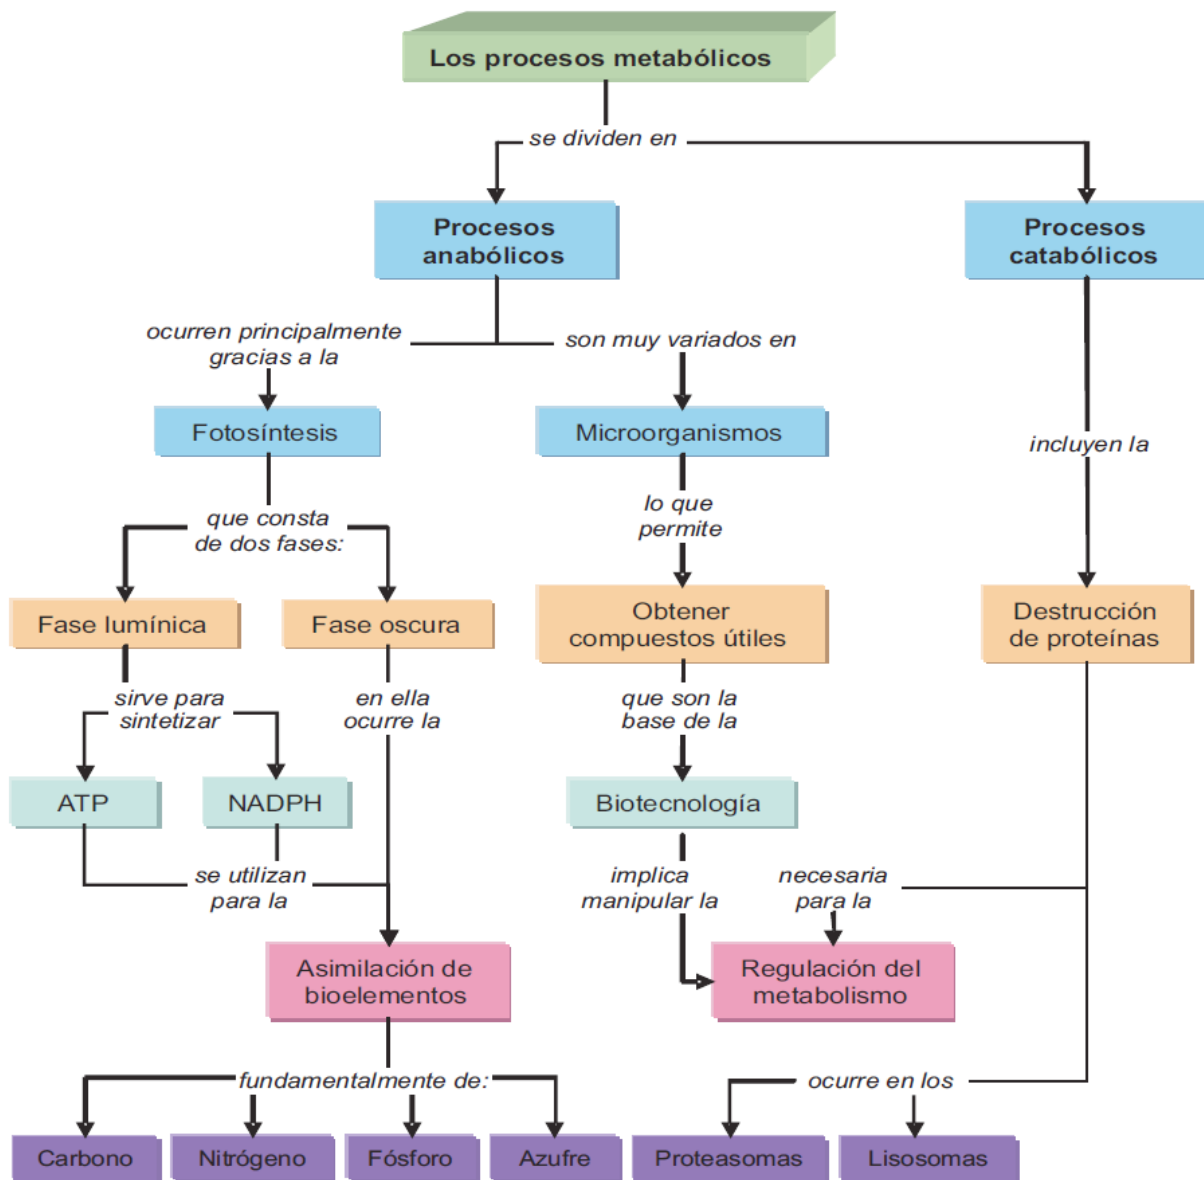 Los procesos metabólicos
se dividen en
Procesos
anabólicos
Procesos
catabólicos
ocurren principalmente
gracias a la
son muy variados en
Fotosíntesis
Microorganismos
incluyen la
que consta
de dos fases:
lo que
permite
Fase lumínica
Fase oscura
Obtener
compuestos útiles
Destrucción
de proteínas
sirve para
sintetizar
en ella
ocurre la
que son la
base de la
ATP
NADPH
Biotecnología
se utilizan
para la
implica
manipular la
necesaria
para la
Asimilación de
bioelementos
Regulación del
metabolismo
fundamentalmente de:
ocurre en los
Carbono
Nitrógeno
Fósforo
Azufre
Proteasomas
Lisosomas